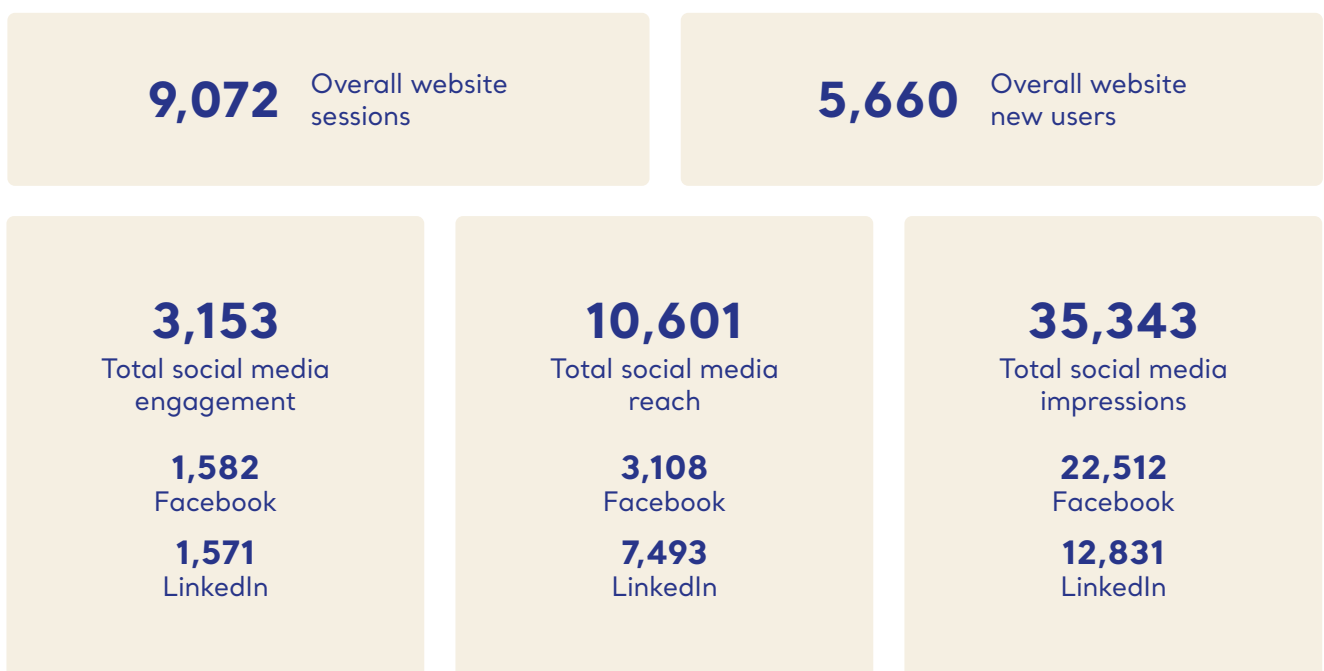 9,072
Overall website
sessions
5,660
Overall website
new users
3,153
Total social media
engagement
1,582
Facebook
1,571
LinkedIn
10,601
Total social media
reach
3,108
Facebook
7,493
LinkedIn
35,343
Total social media
impressions
22,512
Facebook
12,831
LinkedIn